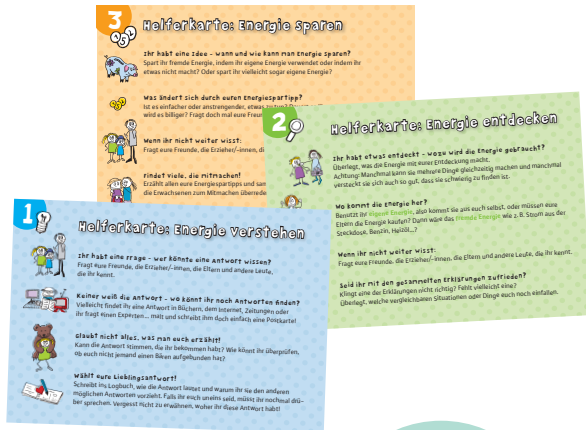 3
Helferkarte: Energie sparen
Ihr habt eine Idee – wann und wie kann man Energie sparen?
Spart ihr fremde Energie, indem ihr eigene Energie verwendet oder indem ihr
etwas nicht macht? Oder spart ihr vielleicht sogar eigene Energie?
Was ändert sich durch euren Energiespartipp?
Ist es einfacher oder anstrengender, etwas
wird es billiger? Fragt doch mal eure
Wenn ihr nicht weiter wisst:
Fragt eure Freunde, die Erzieher/-innen,
Findet viele, die mitmachen!
Erzählt allen eure Energiespartipps und
die Erwachsenen zum Mitmachen
2
Helferkarte: Energie entdecken
Ihr habt etwas entdeckt – wozu wird die Energie gebraucht?
Überlegt, was die Energie mit eurer Entdeckung macht.
Achtung: Manchmal kann sie mehrere Dinge gleichzeitig machen und manchmal
versteckt sie sich auch so gut, dass sie schwierig zu finden ist.
Wo kommt die Energie her?
Benutzt ihr eigene Energie, also kommt sie aus euch selbst, oder müssen eure
Eltern die Energie kaufen? Dann wäre das fremde Energie wie z. B. Strom aus der
Steckdose, Benzin, Heizöl...?
Wenn ihr nicht weiter wisst:
Fragt eure Freunde, die Erzieher/-innen, die Eltern und andere Leute, die ihr kennt.
Seid ihr mit den gesammelten Erklärungen zufrieden?
Klingt eine der Erklärungen nicht richtig? Fehlt vielleicht eine?
Überlegt, welche vergleichbaren Situationen oder Dinge euch noch einfallen.
1
Helferkarte: Energie verstehen
Ihr habt eine Frage – wer könnte eine Antwort wissen?
Fragt eure Freunde, die Erzieher/-innen, die Eltern und andere Leute,
die ihr kennt.
Keiner weiß die Antwort – wo könnt ihr noch Antworten finden?
Vielleicht findet ihr eine Antwort in Büchern, dem Internet, Zeitungen oder
ihr fragt einen Experten... malt und schreibt ihm doch einfach eine Postkarte!
Glaubt nicht alles, was man euch erzählt!
Kann die Antwort stimmen, die ihr bekommen habt? Wie könnt ihr überprüfen,
ob euch nicht jemand einen Bären aufgebunden hat?
Wählt eure Lieblingsantwort!
Schreibt ins Logbuch, wie die Antwort lautet und warum ihr sie den anderen
möglichen Antworten vorzieht. Falls ihr euch uneins seid, müsst ihr nochmal drü-
ber sprechen. Vergesst nicht zu erwähnen, woher ihr diese Antwort habt!